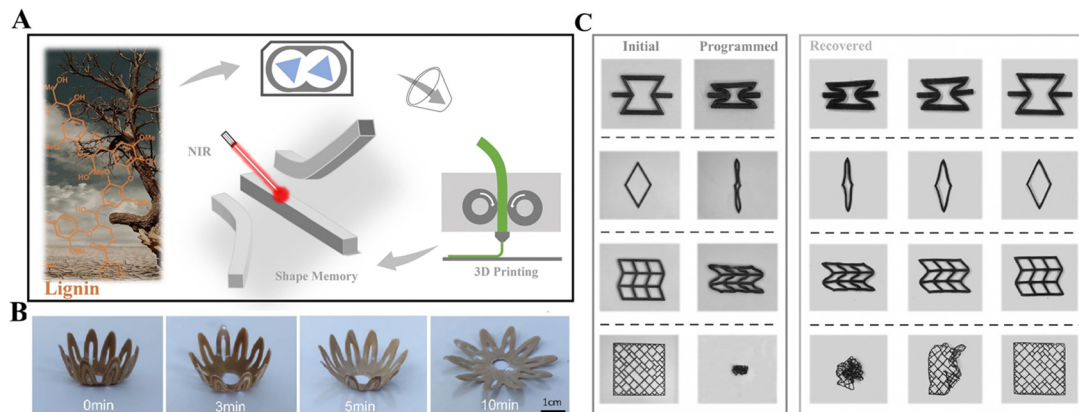 A
NIR
Shape Memory
3D Printing
Lignin
B
0min
3min
5min
10min
1cm
C
Initial
Programmed
Recovered